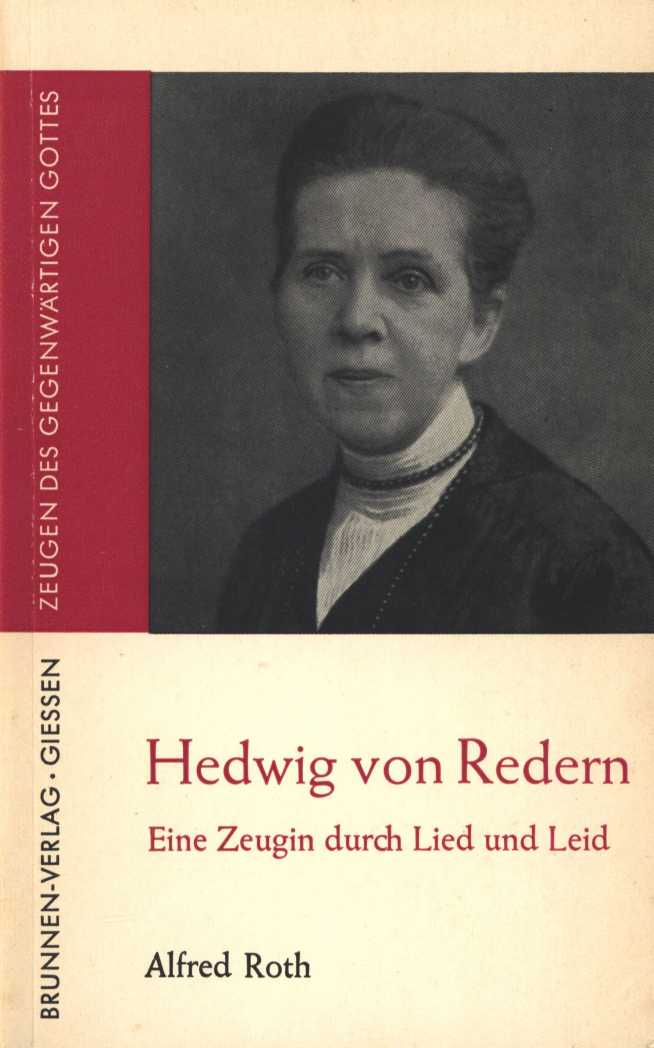 ZEUGEN DES GEGENWÄRTIGEN GOTTES
BRUNNEN-VERLAG · GIESSEN
Hedwig von Redern
Eine Zeugin durch Lied und Leid
Alfred Roth